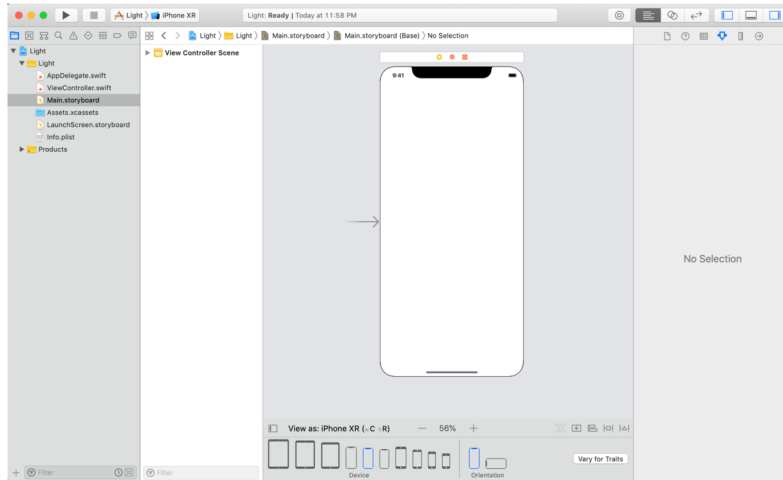 Light 〉 iPhone XR
Light: Ready | Today at 11:58 PM
Light 〉 Light 〉 Main.storyboard 〉 Main.storyboard (Base) 〉 No Selection
Light
Light
AppDelegate.swift
ViewController.swift
Main.storyboard
Assets.xcassets
LaunchScreen.storyboard
Info.plist
Products
View Controller Scene
9:41
No Selection
View as: iPhone XR (wC hR)
— 56% +
Device
Orientation
Vary for Traits
Filter
Filter